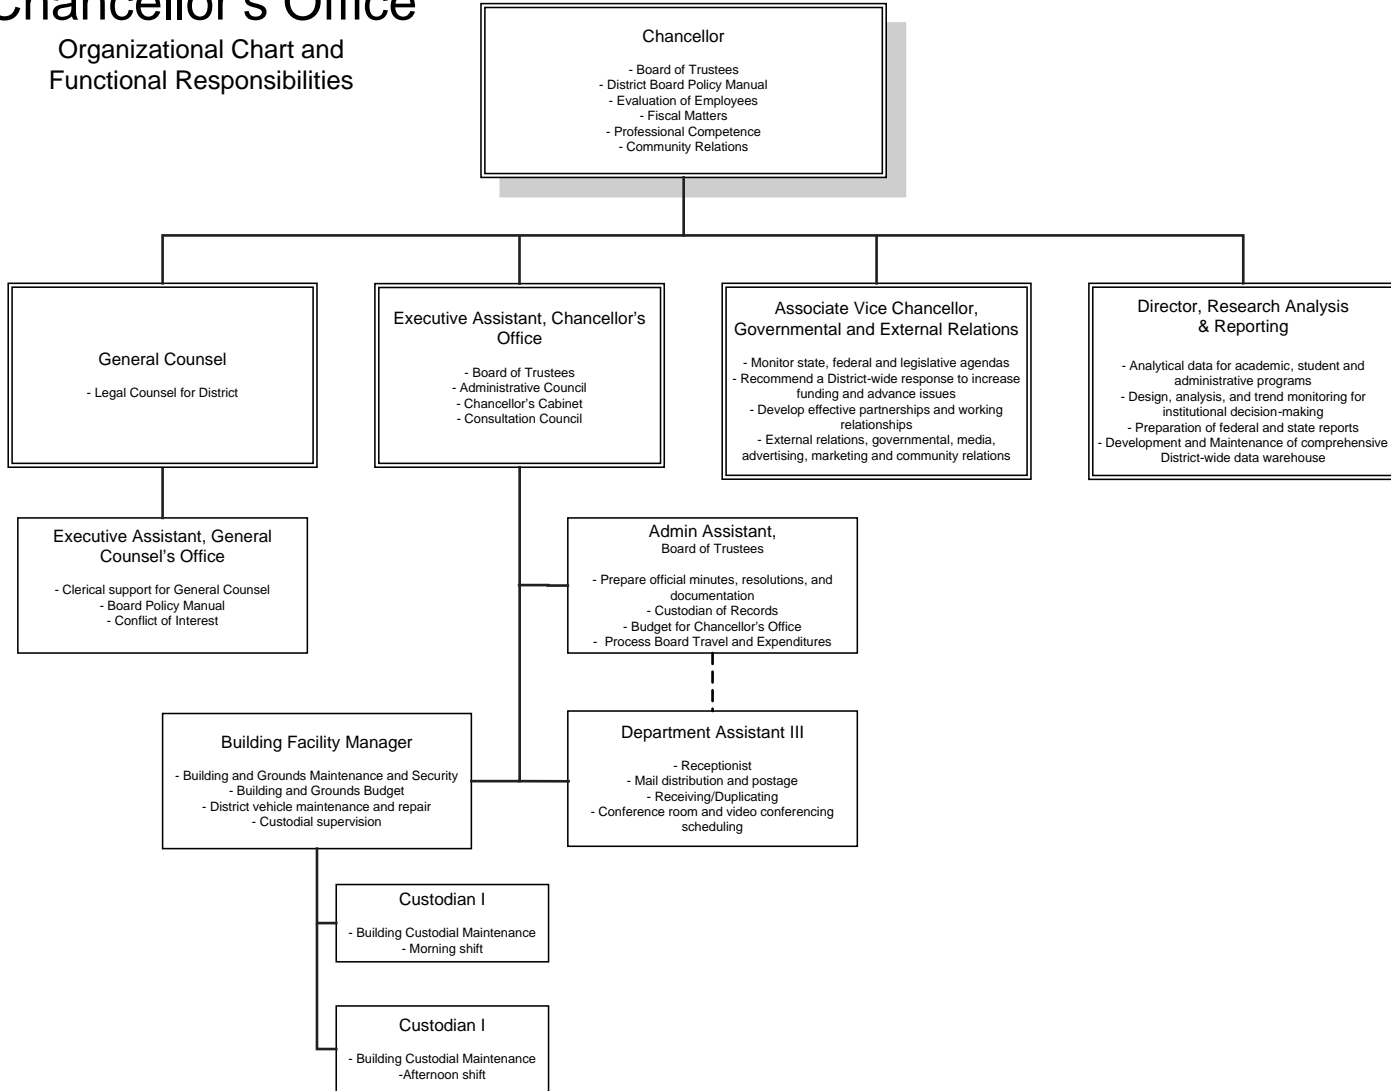 Chancellor's Office
Organizational Chart and
Functional Responsibilities
Chancellor
- Board of Trustees
- District Board Policy Manual
- Evaluation of Employees
- Fiscal Matters
- Professional Competence
- Community Relations
General Counsel
- Legal Counsel for District
Executive Assistant, Chancellor's
Office
- Board of Trustees
- Administrative Council
- Chancellor's Cabinet
- Consultation Council
Associate Vice Chancellor,
Governmental and External Relations
- Monitor state, federal and legislative agendas
- Recommend a District-wide response to increase
funding and advance issues
- Develop effective partnerships and working
relationships
- External relations, governmental, media,
advertising, marketing and community relations
Director, Research Analysis
& Reporting
- Analytical data for academic, student and
administrative programs
- Design, analysis, and trend monitoring for
institutional decision-making
- Preparation of federal and state reports
- Development and Maintenance of comprehensive
District-wide data warehouse
Executive Assistant, General
Counsel's Office
- Clerical support for General Counsel
- Board Policy Manual
- Conflict of Interest
Admin Assistant,
Board of Trustees
- Prepare official minutes, resolutions, and
documentation
- Custodian of Records
- Budget for Chancellor's Office
- Process Board Travel and Expenditures
Building Facility Manager
- Building and Grounds Maintenance and Security
- Building and Grounds Budget
- District vehicle maintenance and repair
- Custodial supervision
Department Assistant III
- Receptionist
- Mail distribution and postage
- Receiving/Duplicating
- Conference room and video conferencing
scheduling
Custodian I
- Building Custodial Maintenance
- Morning shift
Custodian I
- Building Custodial Maintenance
-Afternoon shift